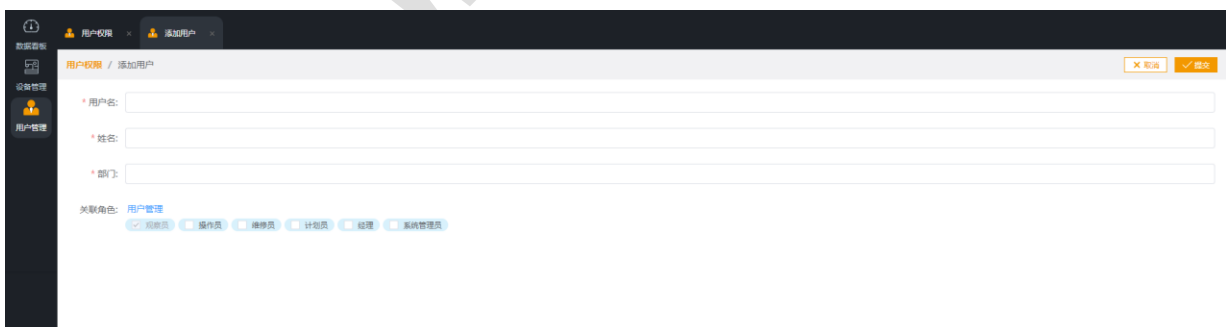 数据看板
设备管理
用户管理
用户权限 × 添加用户 ×
用户权限 / 添加用户
× 取消 ✓ 提交
* 用户名:
* 姓名:
* 部门:
关联角色: 用户管理
观察员 操作员 维修员 计划员 经理 系统管理员